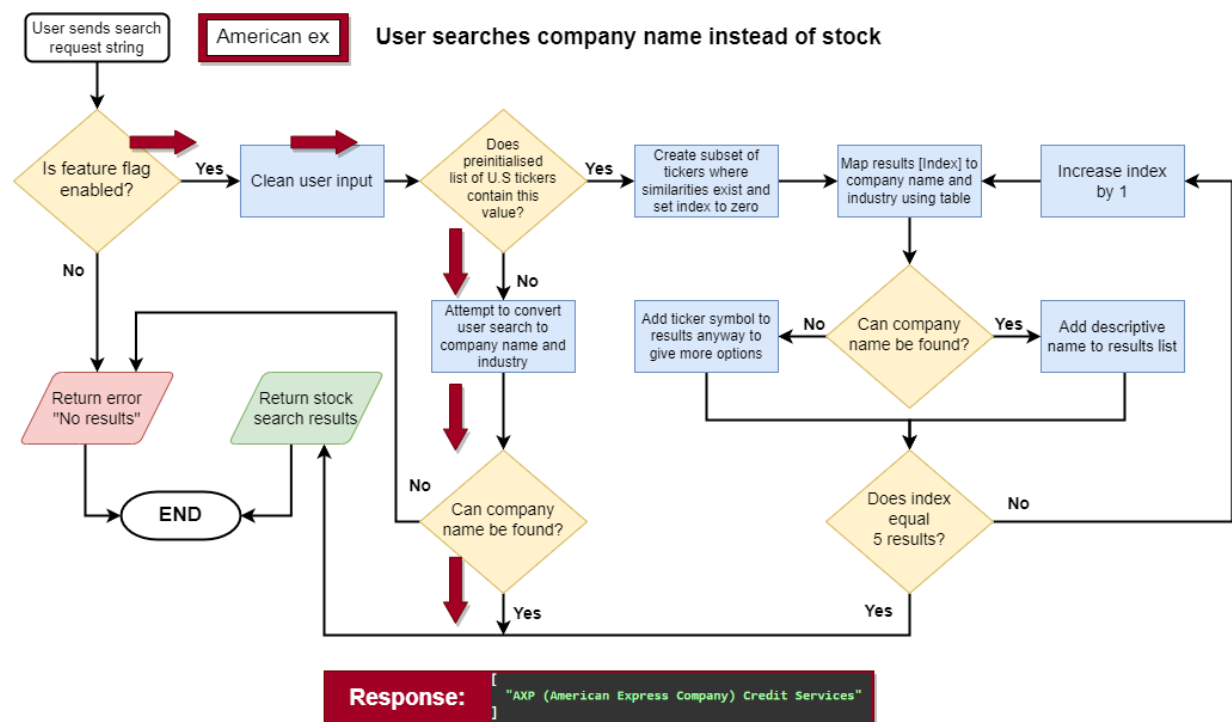 User sends search
request string
American ex
User searches company name instead of stock
Is feature flag
enabled?
Yes
Clean user input
Does
preinitialised
list of U.S tickers
contain this
value?
Yes
Create subset of
tickers where
similarities exist and
set index to zero
Map results [Index] to
company name and
industry using table
Increase index
by 1
No
No
Attempt to convert
user search to
company name and
industry
Add ticker symbol to
results anyway to
give more options
No
Can company
name be found?
Yes
Add descriptive
name to results list
Return error
"No results"
Return stock
search results
END
No
Can company
name be found?
Yes
Does index
equal
5 results?
No
Yes
Response:
[
"AXP (American Express Company) Credit Services"
]